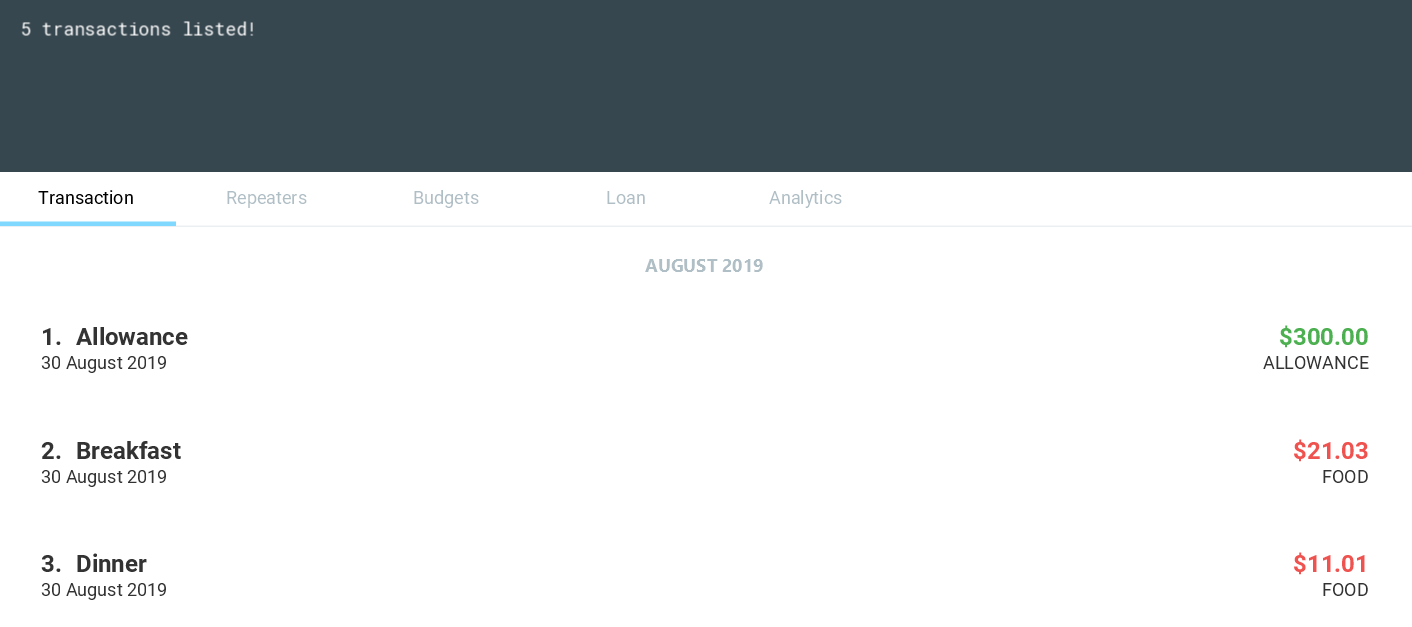 5 transactions listed!
Transaction Repeaters Budgets Loan Analytics
AUGUST 2019
1. Allowance $300.00
30 August 2019 ALLOWANCE
2. Breakfast $21.03
30 August 2019 FOOD
3. Dinner $11.01
30 August 2019 FOOD